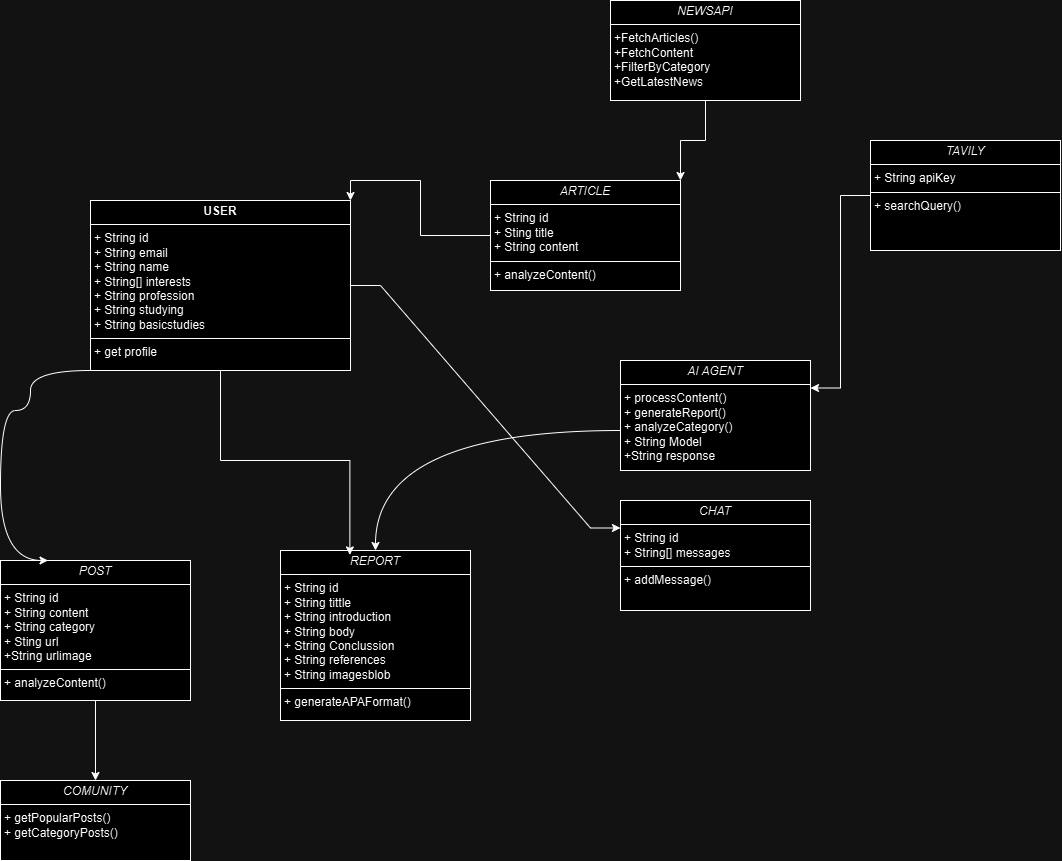 NEWSAPI
+FetchArticles()
+FetchContent
+FilterByCategory
+GetLatestNews
TAVILY
+ String apiKey
+ searchQuery()
ARTICLE
+ String id
+ Sting title
+ String content
+ analyzeContent()
USER
+ String id
+ String email
+ String name
+ String[] interests
+ String profession
+ String studying
+ String basicstudies
+ get profile
AI AGENT
+ processContent()
+ generateReport()
+ analyzeCategory()
+ String Model
+String response
CHAT
+ String id
+ String[] messages
+ addMessage()
REPORT
+ String id
+ String tittle
+ String introduction
+ String body
+ String Conclussion
+ String references
+ String imagesblob
+ generateAPAFormat()
POST
+ String id
+ String content
+ String category
+ Sting url
+String urlimage
+ analyzeContent()
COMUNITY
+ getPopularPosts()
+ getCategoryPosts()